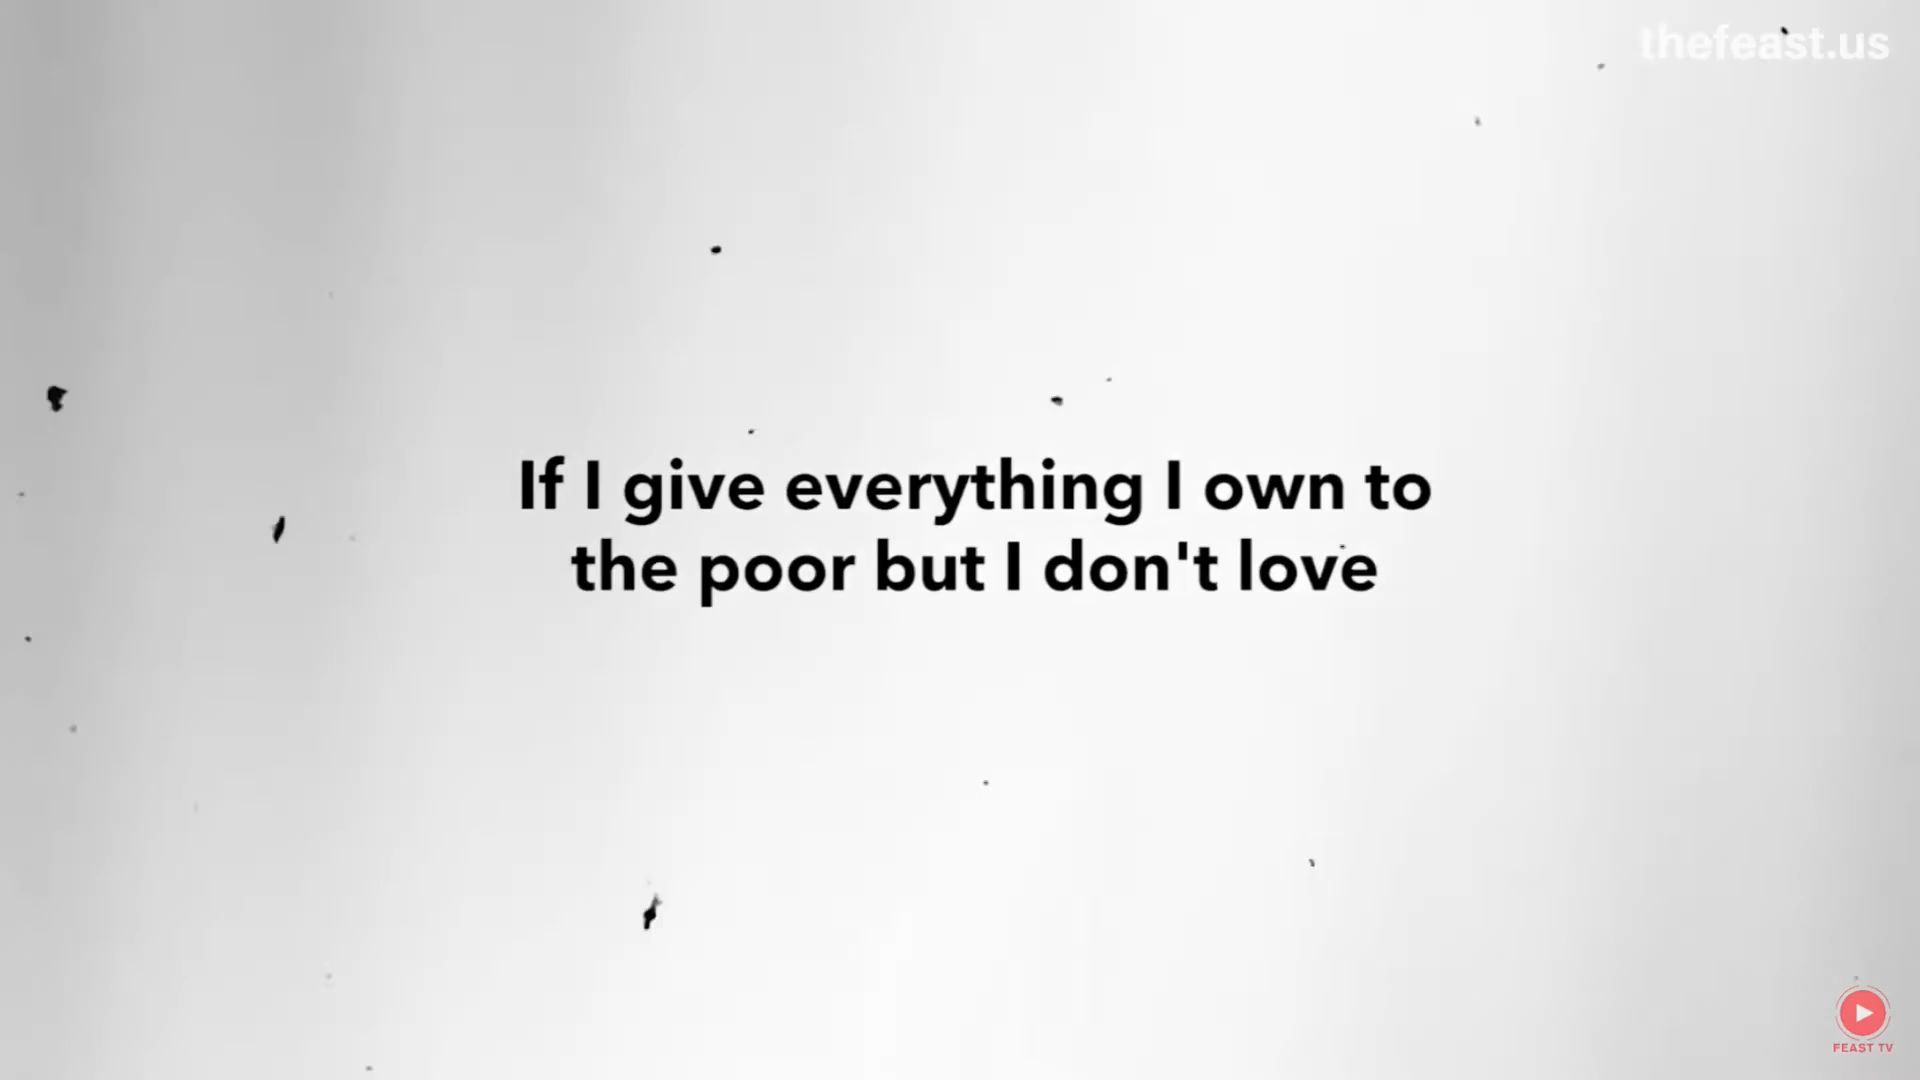 thefeast.us
If I give everything I own to
the poor but I don't love
FEAST TV